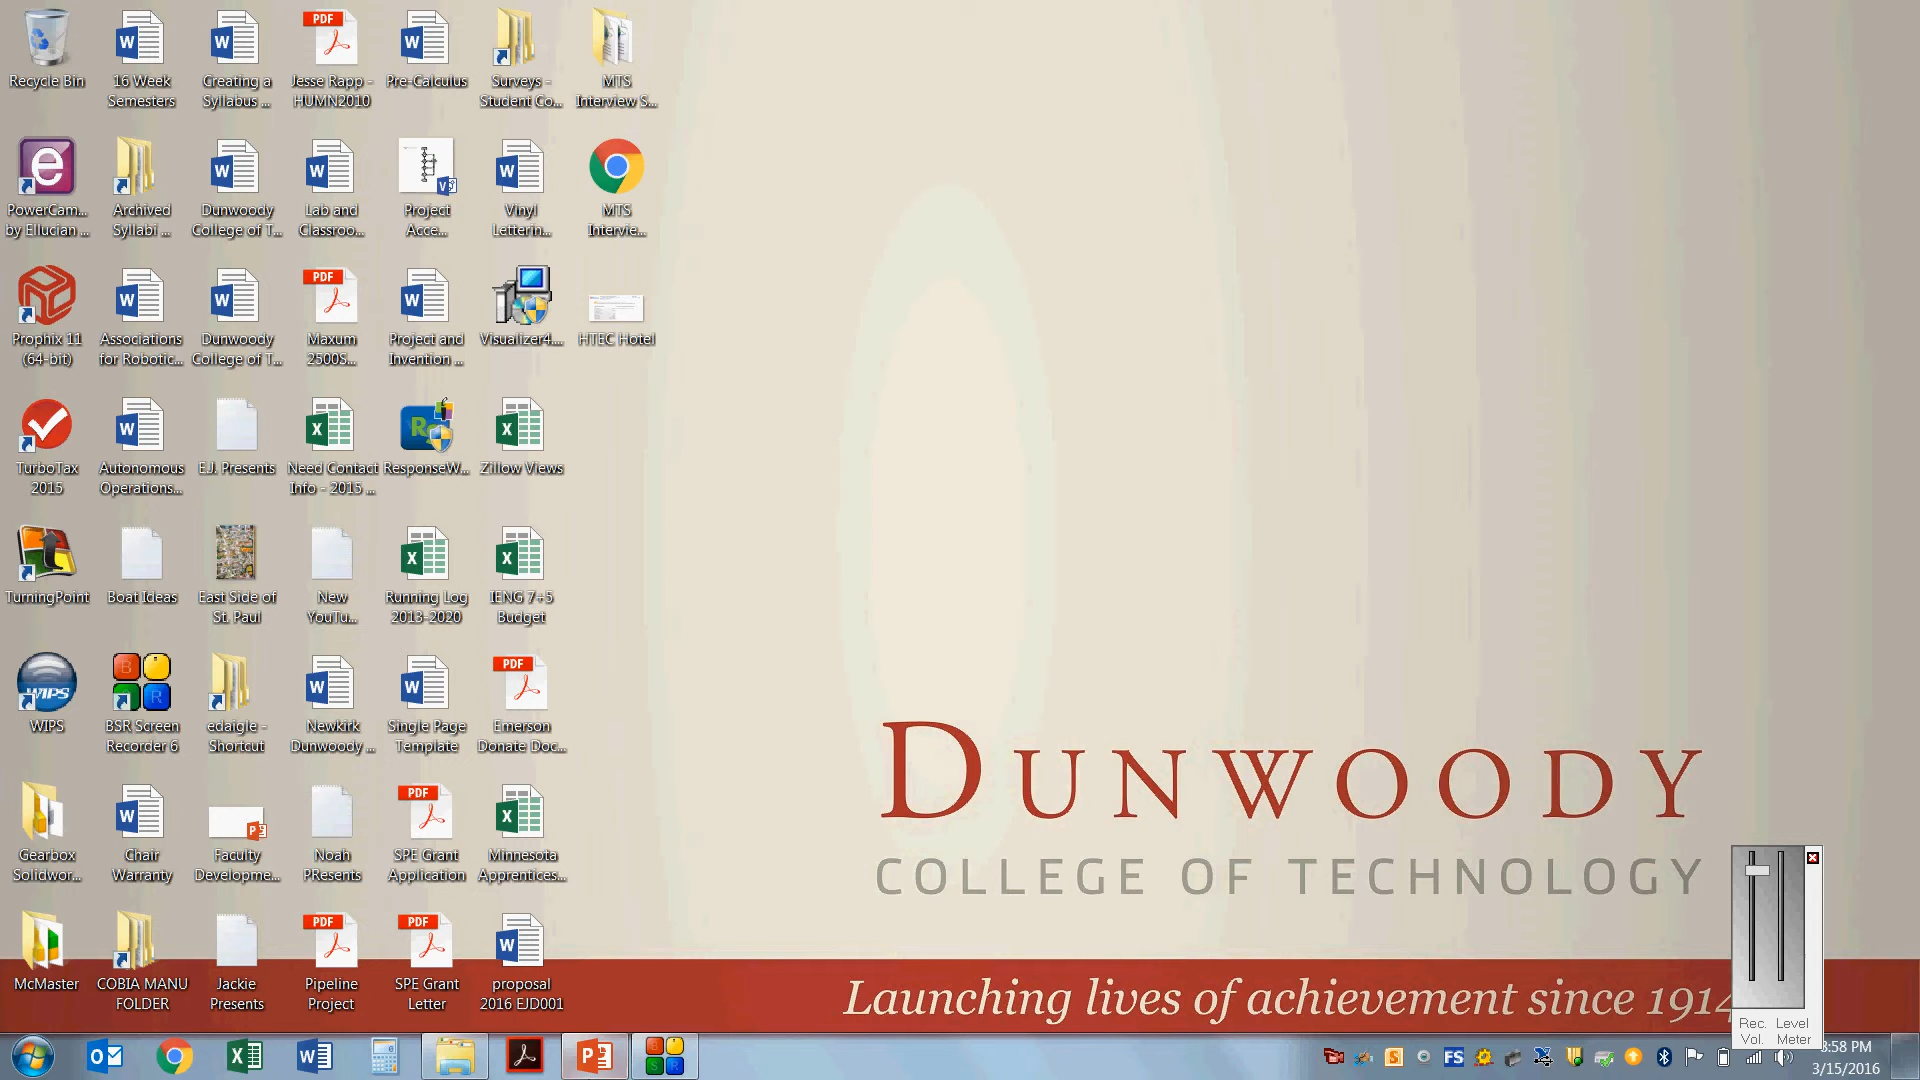 Recycle Bin
16 Week
Semesters
Creating a
Syllabus ...
Jesse Rapp -
HUMN2010
Pre-Calculus
Surveys -
Student Co...
MTS
Interview S...
PowerCam...
by Ellucian ...
Archived
Syllabi ...
Dunwoody
College of T...
Lab and
Classroo...
Project
Acce...
Vinyl
Letterin...
MTS
Intervie...
Prophix 11
(64-bit)
Associations
for Robotic...
Dunwoody
College of T...
Maxum
2500S...
Project and
Invention ...
Visualizer4....
HTEC Hotel
TurboTax
2015
Autonomous
Operations...
E.J. Presents
Need Contact
Info - 2015 ...
ResponseW...
Zillow Views
TurningPoint
Boat Ideas
East Side of
St. Paul
New
YouTu...
Running Log
2013-2020
IENG 7+5
Budget
WIPS
BSR Screen
Recorder 6
edaigle -
Shortcut
Newkirk
Dunwoody ...
Single Page
Template
Emerson
Donate Doc...
Gearbox
Solidwor...
Chair
Warranty
Faculty
Developme...
Noah
PResents
SPE Grant
Application
Minnesota
Apprentices...
McMaster
COBIA MANU
FOLDER
Jackie
Presents
Pipeline
Project
SPE Grant
Letter
proposal
2016 EJD001
DUNWOODY
COLLEGE OF TECHNOLOGY
Launching lives of achievement since 1914
Rec. Level
Vol. Meter
3:58 PM
3/15/2016